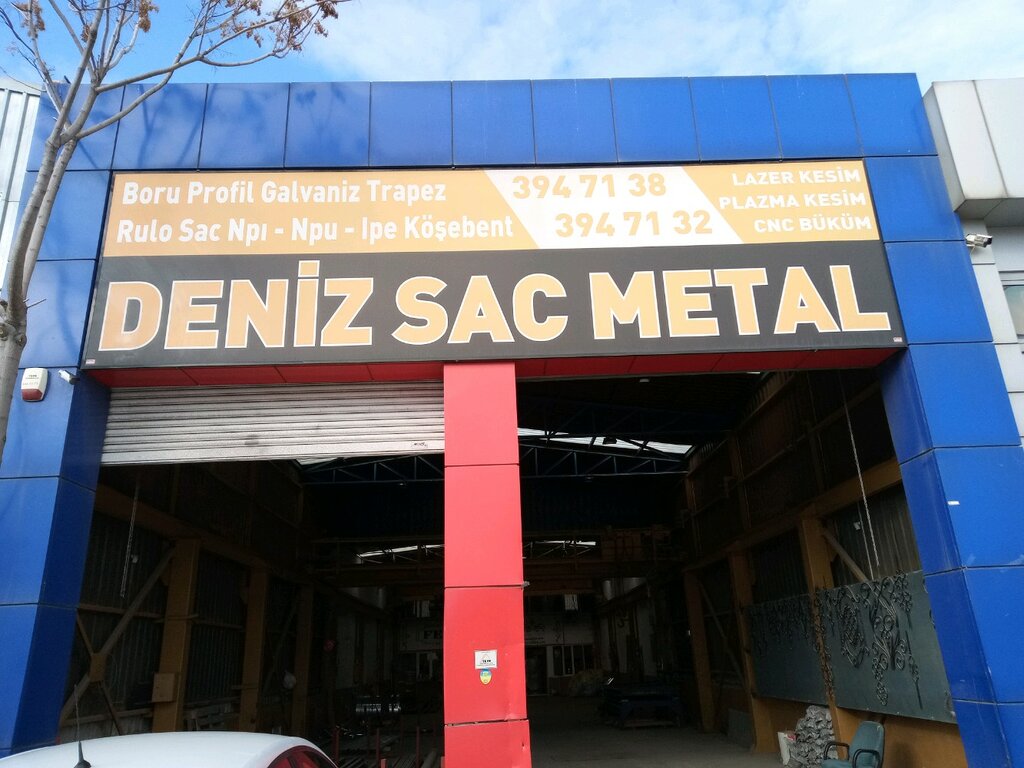 Boru Profil Galvaniz Trapez
394 71 38
LAZER KESİM
PLAZMA KESİM
Rulo Sac Npı - Npu - Ipe Köşebent
394 71 32
CNC BÜKÜM
DENİZ SAC METAL